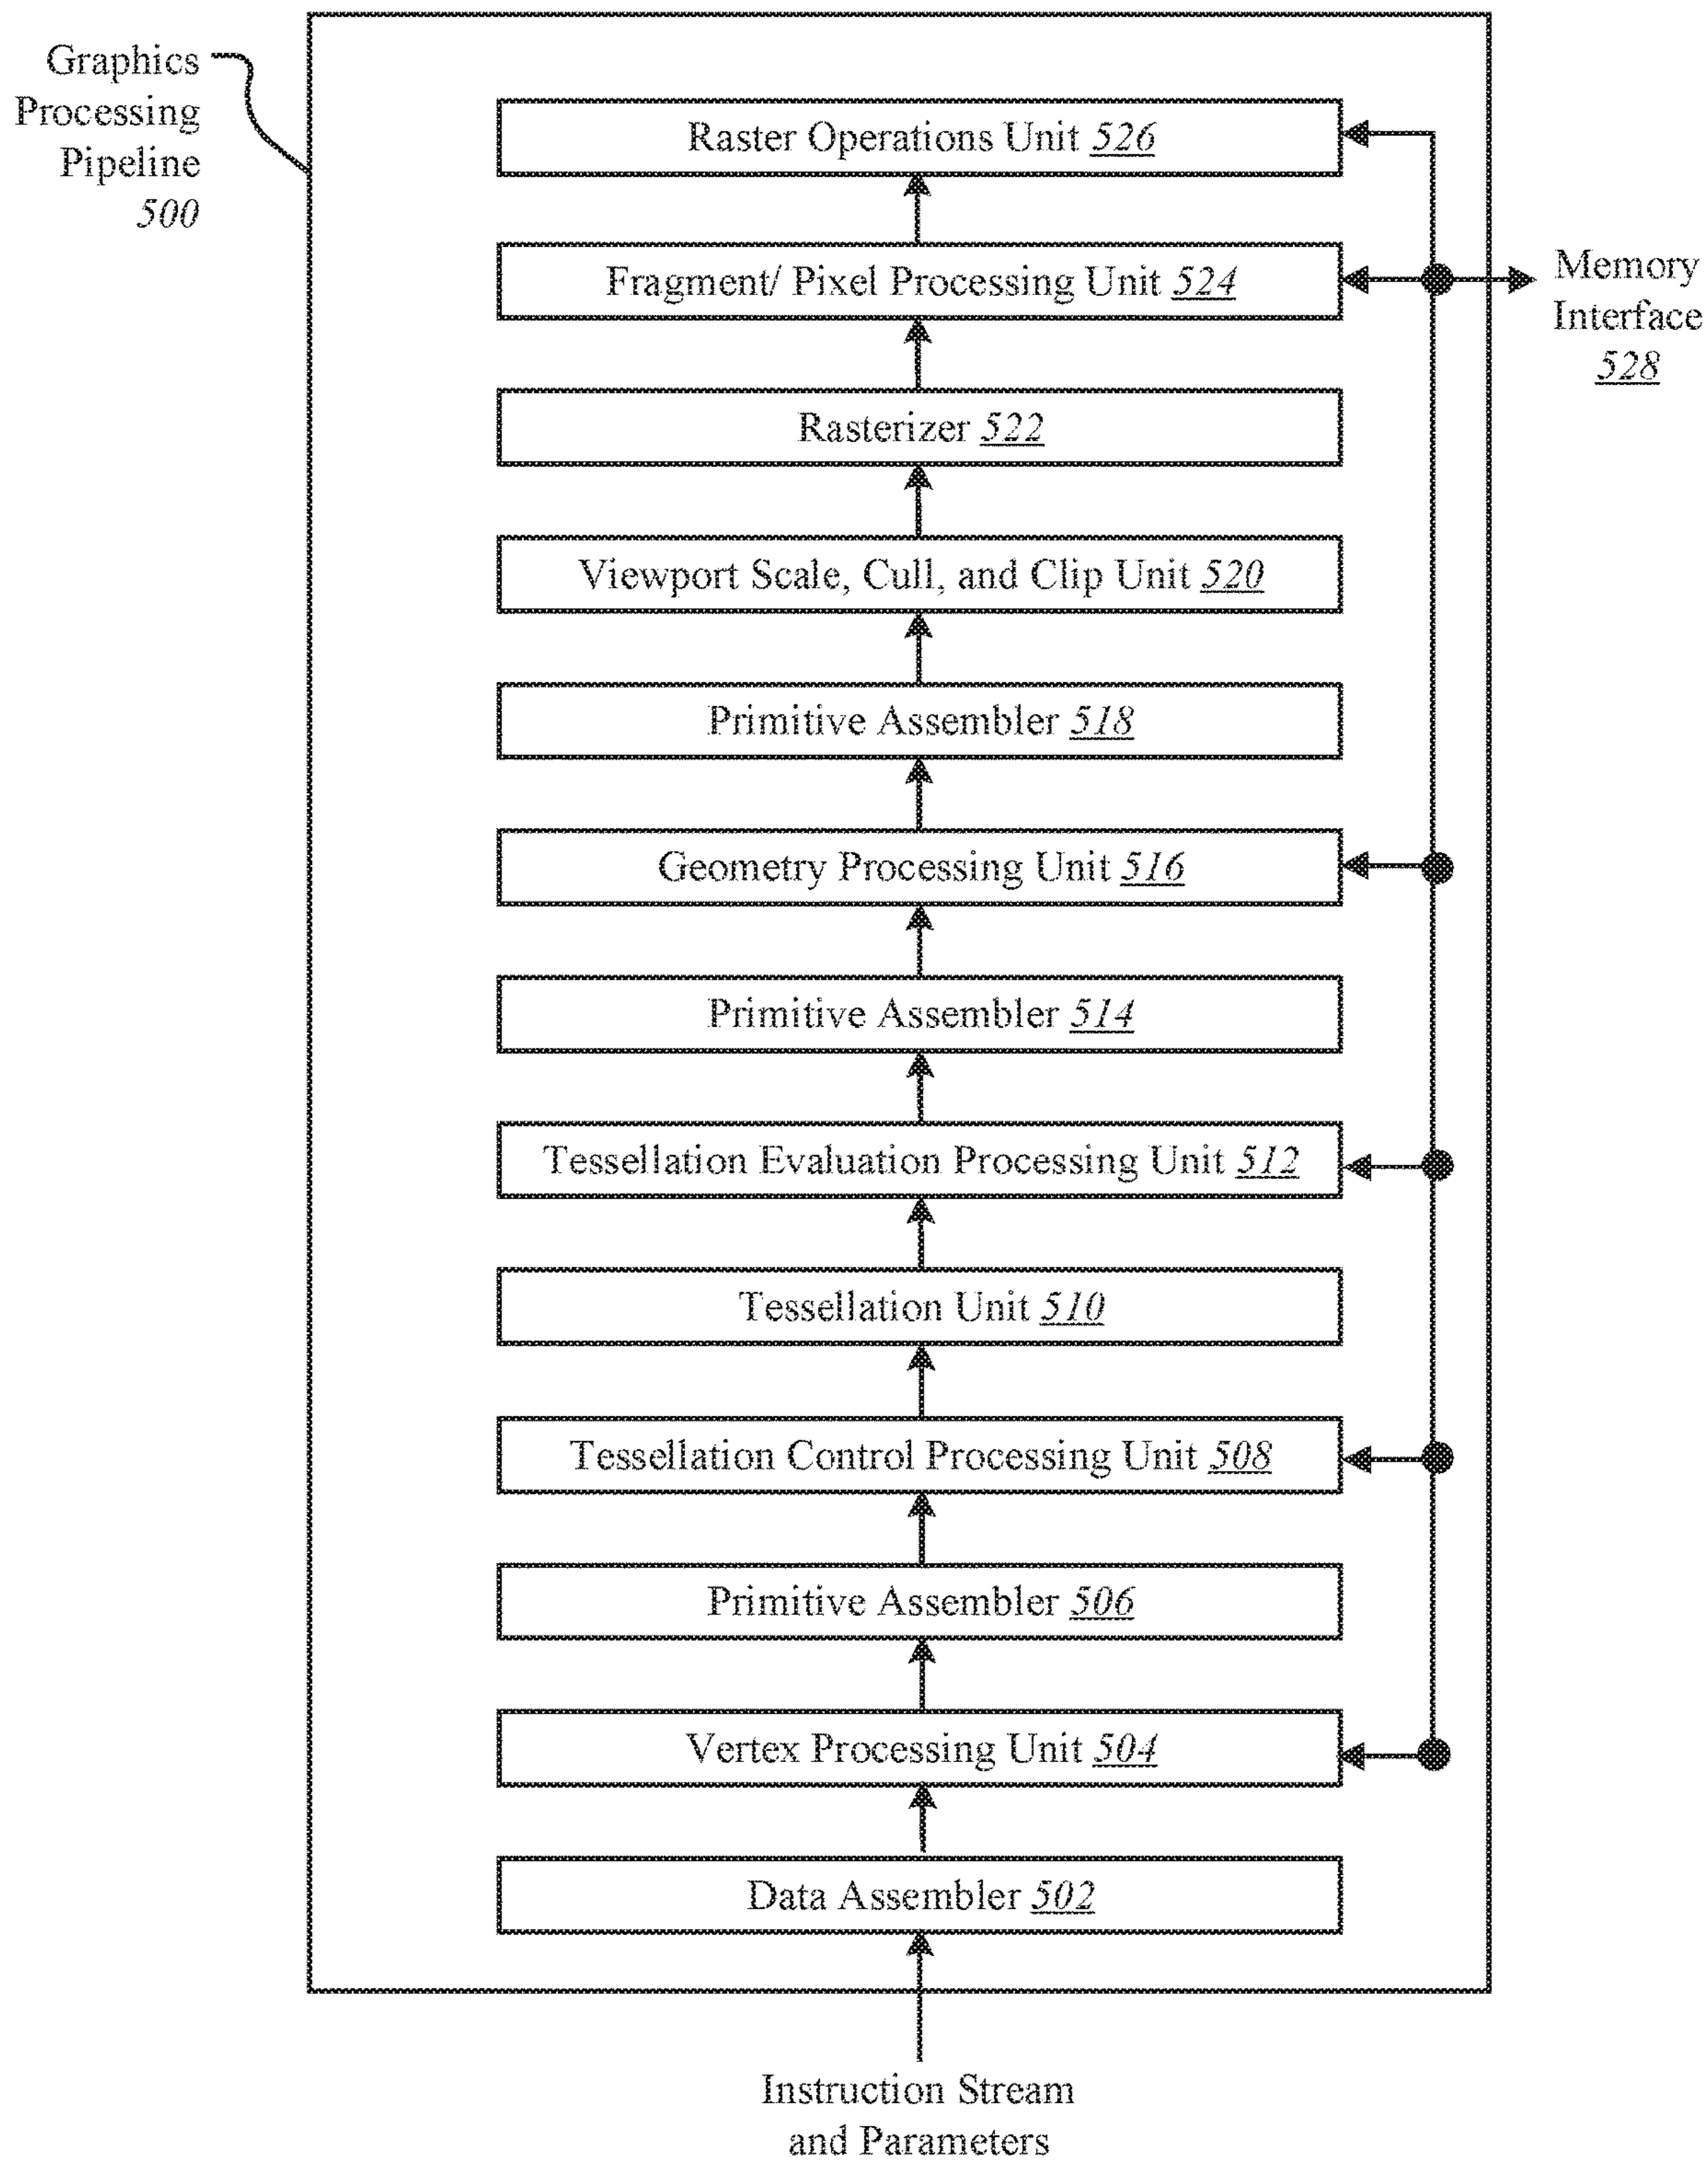 Graphics
Processing
Pipeline
500
Raster Operations Unit 526
Fragment/ Pixel Processing Unit 524
Memory
Interface
528
Rasterizer 522
Viewport Scale, Cull, and Clip Unit 520
Primitive Assembler 518
Geometry Processing Unit 516
Primitive Assembler 514
Tessellation Evaluation Processing Unit 512
Tessellation Unit 510
Tessellation Control Processing Unit 508
Primitive Assembler 506
Vertex Processing Unit 504
Data Assembler 502
Instruction Stream
and Parameters